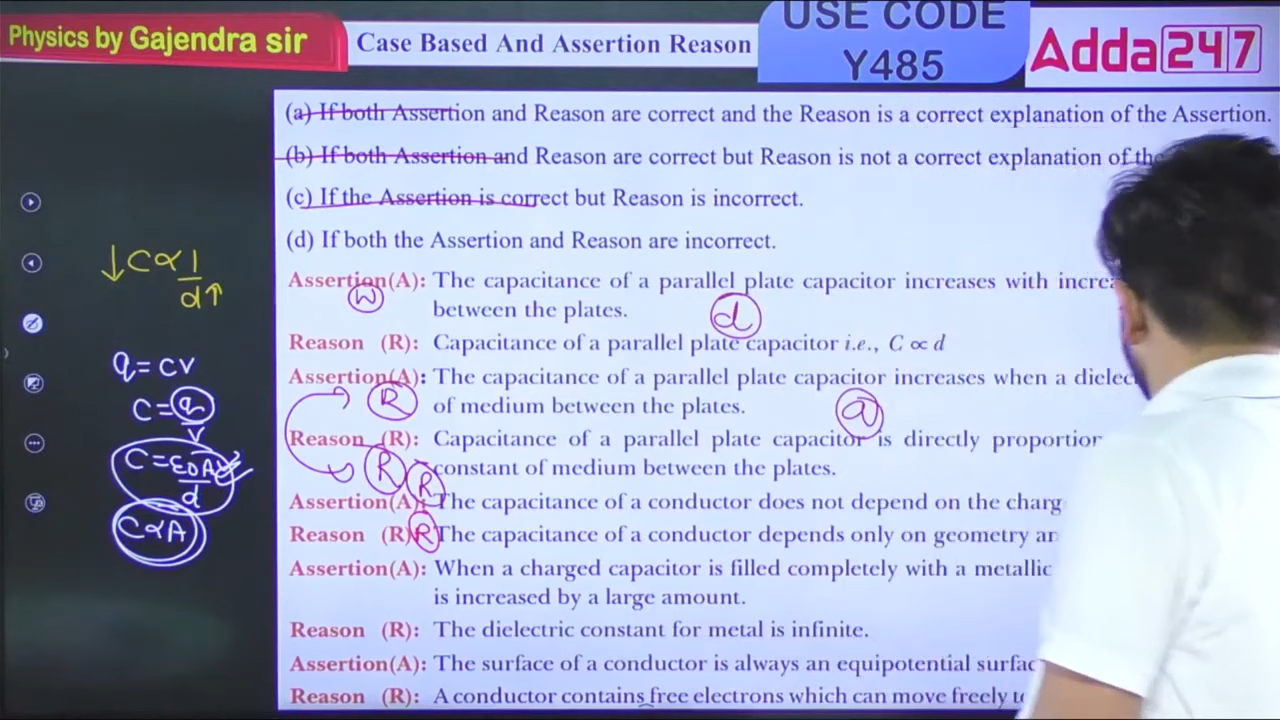 Physics by Gajendra sir
Case Based And Assertion Reason
USE CODE
Y485
Adda247
(a) If both Assertion and Reason are correct and the Reason is a correct explanation of the Assertion.
(b) If both Assertion and Reason are correct but Reason is not a correct explanation of the
(c) If the Assertion is correct but Reason is incorrect.
(d) If both the Assertion and Reason are incorrect.
Assertion(A): The capacitance of a parallel plate capacitor increases with increa
between the plates.
W
d
Reason (R): Capacitance of a parallel plate capacitor i.e., C ∝ d
Assertion(A): The capacitance of a parallel plate capacitor increases when a dielec
of medium between the plates.
R
a
Reason (R): Capacitance of a parallel plate capacitor is directly proportion
constant of medium between the plates.
R
R
Assertion(A): The capacitance of a conductor does not depend on the charg
Reason (R) The capacitance of a conductor depends only on geometry an
R
Assertion(A): When a charged capacitor is filled completely with a metallic
is increased by a large amount.
Reason (R): The dielectric constant for metal is infinite.
Assertion(A): The surface of a conductor is always an equipotential surfac
Reason (R): A conductor contains free electrons which can move freely to
↓C∝1/d↑
q=CV
C=q/V
C=ε0A/d
C∝A